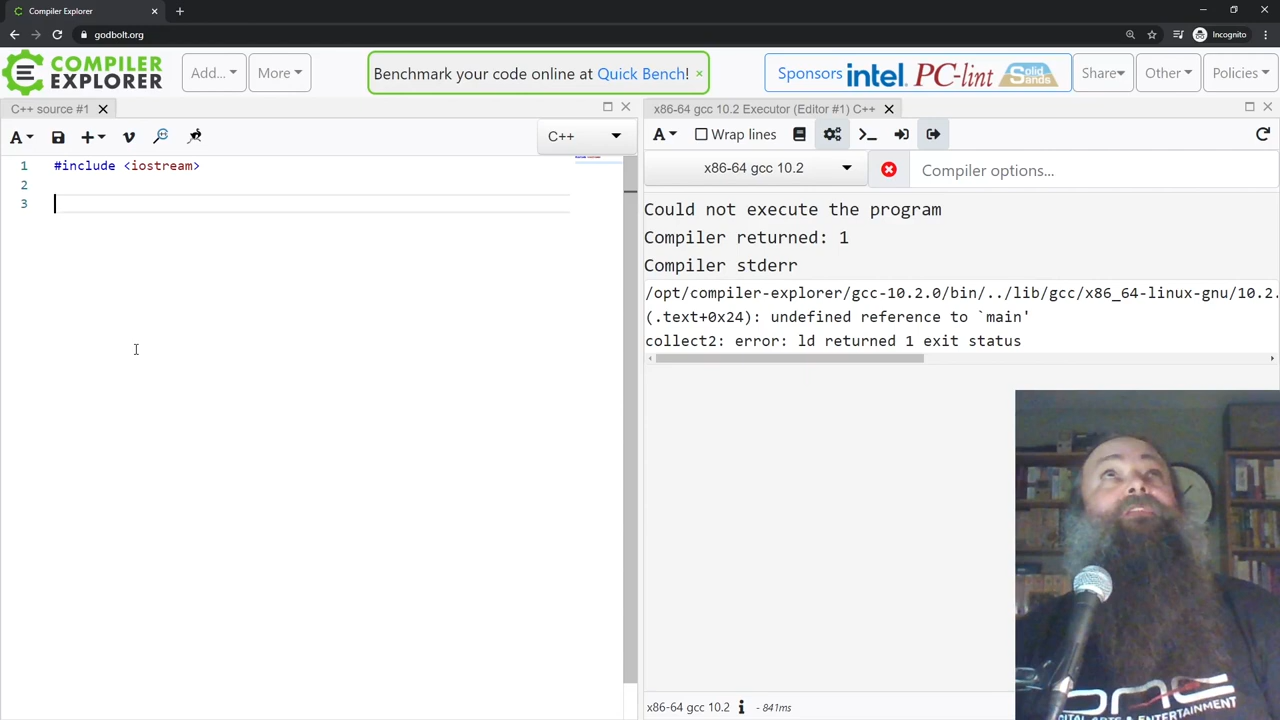 Compiler Explorer
godbolt.org
Incognito
COMPILER
EXPLORER
Add...
More
Benchmark your code online at Quick Bench! ×
Sponsors intel. PC-lint Solid Sands
Share
Other
Policies
C++ source #1
x86-64 gcc 10.2 Executor (Editor #1) C++
A
C++
A
Wrap lines
x86-64 gcc 10.2
Compiler options...
1 #include <iostream>
2
3
Could not execute the program
Compiler returned: 1
Compiler stderr
/opt/compiler-explorer/gcc-10.2.0/bin/../lib/gcc/x86_64-linux-gnu/10.2.
(.text+0x24): undefined reference to `main'
collect2: error: ld returned 1 exit status
x86-64 gcc 10.2 i - 841ms
ARTS & ENTERTAINMENT